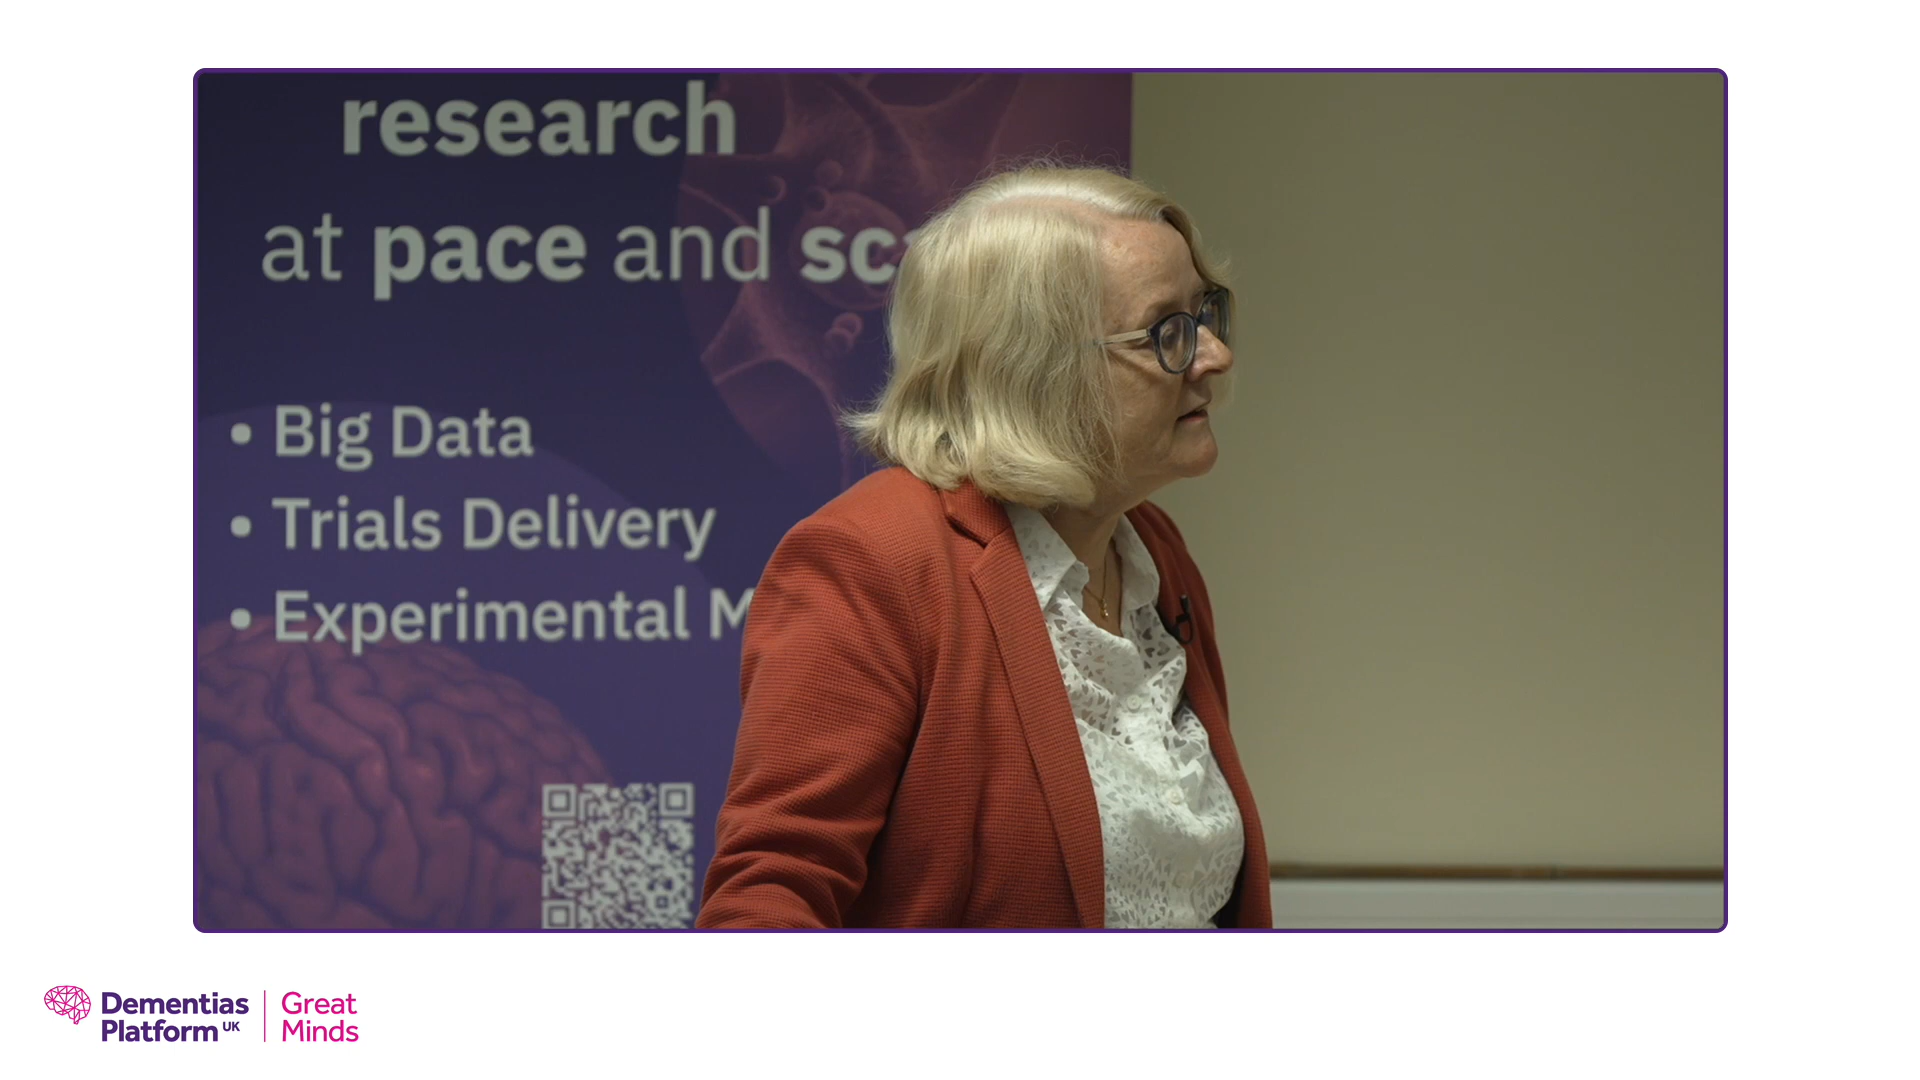 research
at pace and sc
• Big Data
• Trials Delivery
• Experimental M
Dementias
Platform UK
Great
Minds